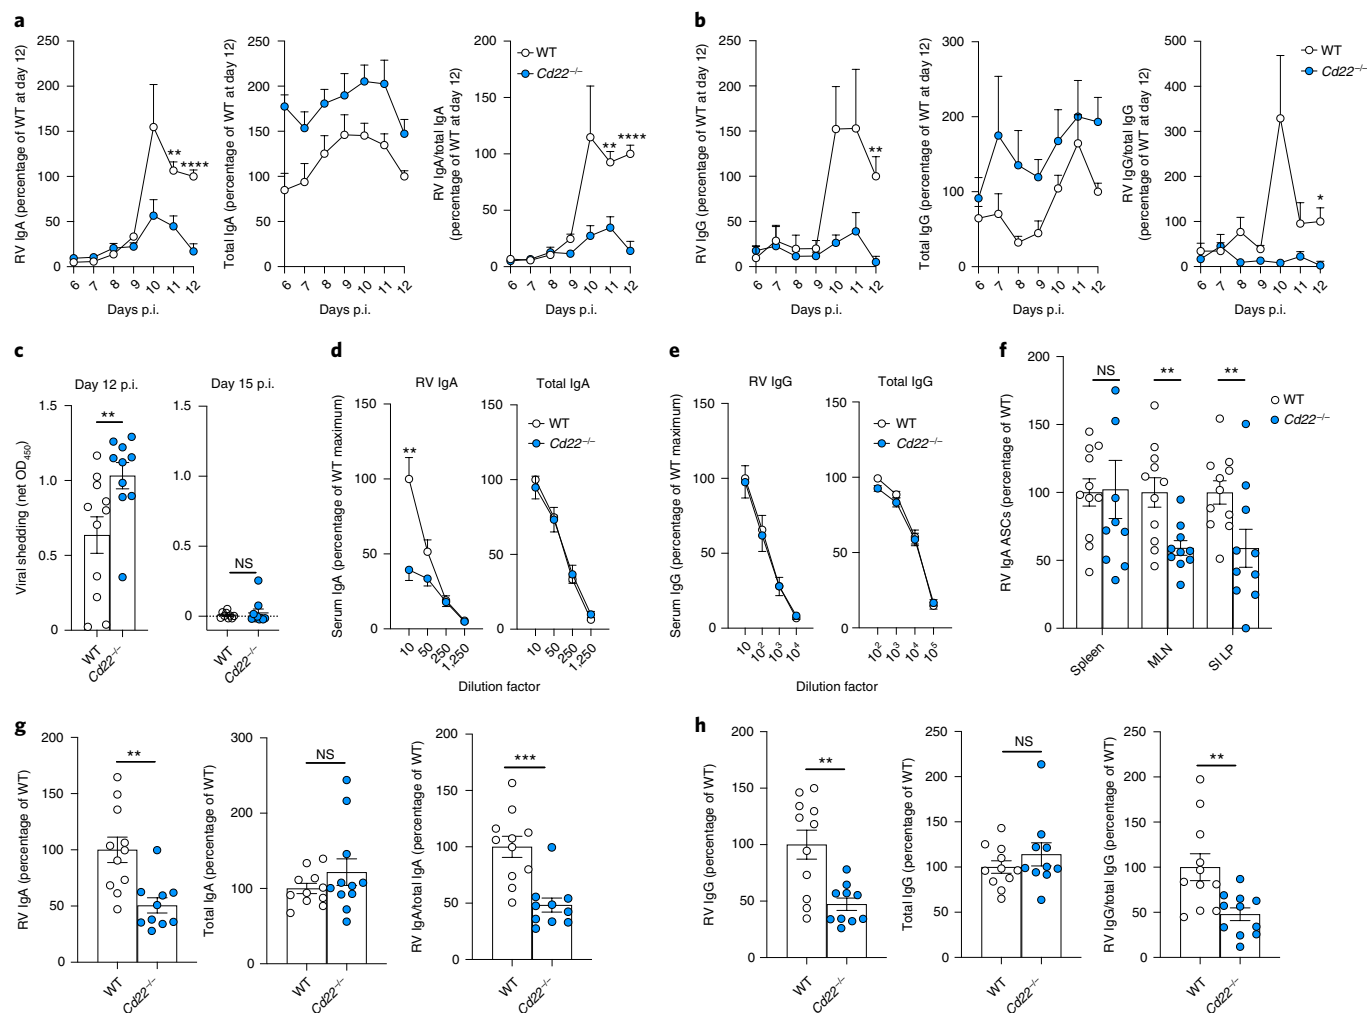 a
RV IgA (percentage of WT at day 12)
250
200
150
100
50
0
6 7 8 9 10 11 12
Days p.i.
** ****
Total IgA (percentage of WT at day 12)
250
200
150
100
50
0
6 7 8 9 10 11 12
Days p.i.
RV IgA/total IgA
(percentage of WT at day 12)
200
150
100
50
0
6 7 8 9 10 11 12
Days p.i.
WT
Cd22–/–
** ****
b
RV IgG (percentage of WT at day 12)
250
200
150
100
50
0
6 7 8 9 10 11 12
Days p.i.
**
Total IgG (percentage of WT at day 12)
300
200
100
0
6 7 8 9 10 11 12
Days p.i.
RV IgG/total IgG
(percentage of WT at day 12)
500
400
300
200
100
0
6 7 8 9 10 11 12
Days p.i.
*
WT
Cd22–/–
c
Day 12 p.i.
Viral shedding (net OD450)
1.5
1.0
0.5
0
**
WT
Cd22–/–
Day 15 p.i.
1.5
1.0
0.5
0
NS
WT
Cd22–/–
d
RV IgA
Serum IgA (percentage of WT maximum)
150
100
50
0
**
10 50 250 1,250
Total IgA
150
100
50
0
WT
Cd22–/–
10 50 250 1,250
Dilution factor
e
RV IgG
Serum IgG (percentage of WT maximum)
150
100
50
0
10 10² 10³ 10⁴
Total IgG
150
100
50
0
WT
Cd22–/–
10² 10³ 10⁴ 10⁵
Dilution factor
f
RV IgA ASCs (percentage of WT)
200
150
100
50
0
NS ** **
WT
Cd22–/–
Spleen MLN SI LP
g
RV IgA (percentage of WT)
200
150
100
50
0
**
WT
Cd22–/–
Total IgA (percentage of WT)
300
200
100
0
NS
WT
Cd22–/–
RV IgA/total IgA (percentage of WT)
200
150
100
50
0
***
WT
Cd22–/–
h
RV IgG (percentage of WT)
200
150
100
50
0
**
WT
Cd22–/–
Total IgG (percentage of WT)
250
200
150
100
50
0
NS
WT
Cd22–/–
RV IgG/total IgG (percentage of WT)
250
200
150
100
50
0
**
WT
Cd22–/–